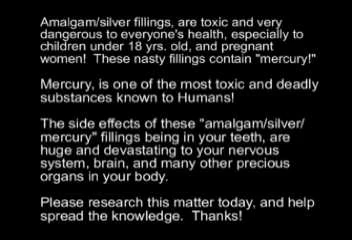 Amalgam/silver fillings, are toxic and very
dangerous to everyone's health, especially to
children under 18 yrs. old, and pregnant
women!  These nasty fillings contain "mercury!"
Mercury, is one of the most toxic and deadly
substances known to Humans!
The side effects of these "amalgam/silver/
mercury" fillings being in your teeth, are
huge and devastating to your nervous
system, brain, and many other precious
organs in your body.
Please research this matter today, and help
spread the knowledge.  Thanks!